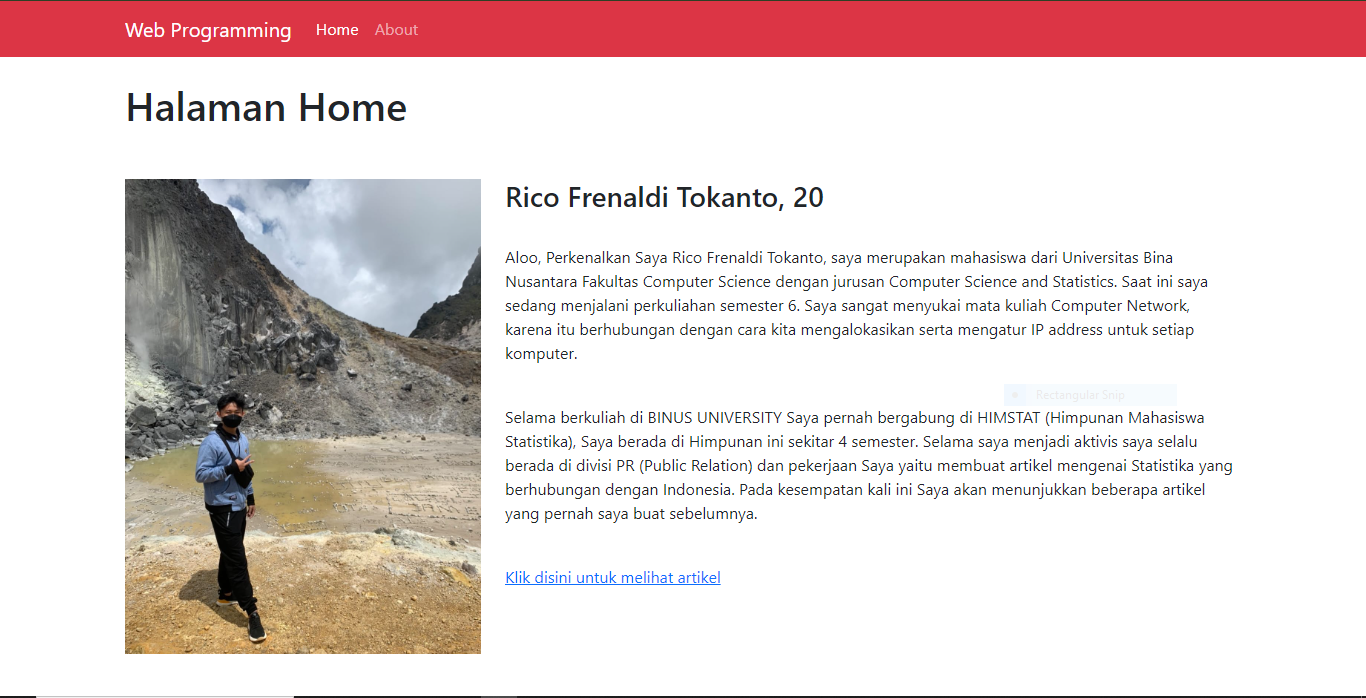 Web Programming Home About
Halaman Home
Rico Frenaldi Tokanto, 20
Aloo, Perkenalkan Saya Rico Frenaldi Tokanto, saya merupakan mahasiswa dari Universitas Bina
Nusantara Fakultas Computer Science dengan jurusan Computer Science and Statistics. Saat ini saya
sedang menjalani perkuliahan semester 6. Saya sangat menyukai mata kuliah Computer Network,
karena itu berhubungan dengan cara kita mengalokasikan serta mengatur IP address untuk setiap
komputer.
Rectangular Snip
Selama berkuliah di BINUS UNIVERSITY Saya pernah bergabung di HIMSTAT (Himpunan Mahasiswa
Statistika), Saya berada di Himpunan ini sekitar 4 semester. Selama saya menjadi aktivis saya selalu
berada di divisi PR (Public Relation) dan pekerjaan Saya yaitu membuat artikel mengenai Statistika yang
berhubungan dengan Indonesia. Pada kesempatan kali ini Saya akan menunjukkan beberapa artikel
yang pernah saya buat sebelumnya.
Klik disini untuk melihat artikel